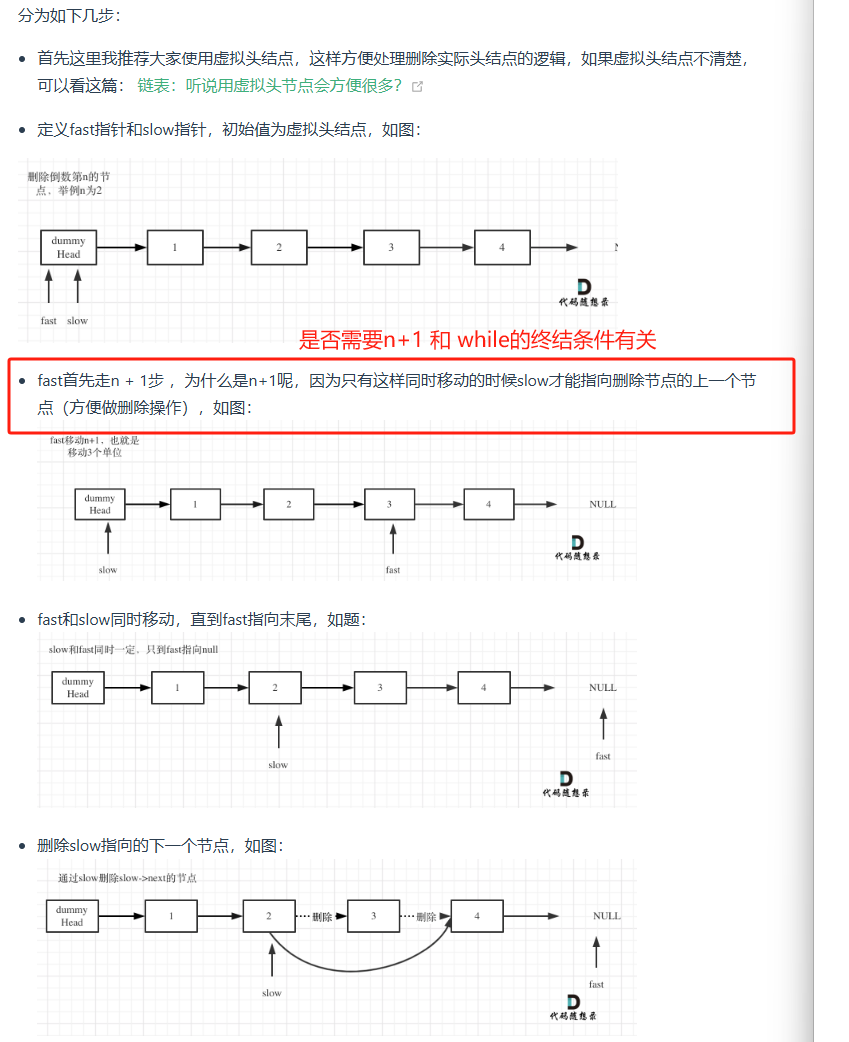 分为如下几步：
首先这里我推荐大家使用虚拟头结点，这样方便处理删除实际头结点的逻辑，如果虚拟头结点不清楚，
可以看这篇： 链表：听说用虚拟头节点会方便很多？
定义fast指针和slow指针，初始值为虚拟头结点，如图：
删除倒数第n的节
点，举例n为2
dummy
Head
1
2
3
4
fast
slow
代码随想录
是否需要n+1 和 while的终结条件有关
fast首先走n + 1步 ，为什么是n+1呢，因为只有这样同时移动的时候slow才能指向删除节点的上一个节
点（方便做删除操作），如图：
fast移动n+1，也就是
移动3个单位
dummy
Head
1
2
3
4
NULL
slow
fast
代码随想录
fast和slow同时移动，直到fast指向末尾，如题：
slow和fast同时一定，只到fast指向null
dummy
Head
1
2
3
4
NULL
slow
fast
代码随想录
删除slow指向的下一个节点，如图：
通过slow删除slow->next的节点
dummy
Head
1
2
删除
3
删除
4
NULL
slow
fast
代码随想录